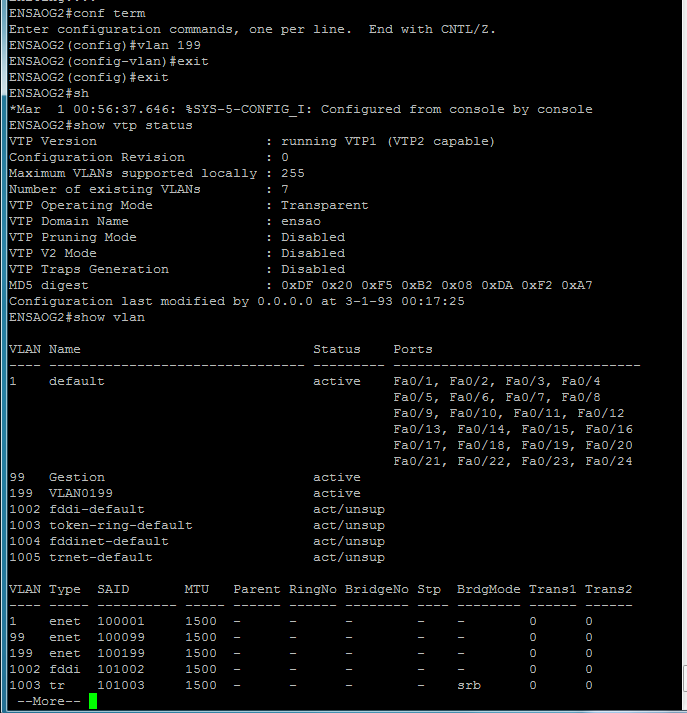 ENSAOG2#conf term
Enter configuration commands, one per line.  End with CNTL/Z.
ENSAOG2(config)#vlan 199
ENSAOG2(config-vlan)#exit
ENSAOG2(config)#exit
ENSAOG2#sh
*Mar  1 00:56:37.646: %SYS-5-CONFIG_I: Configured from console by console
ENSAOG2#show vtp status
VTP Version                     : running VTP1 (VTP2 capable)
Configuration Revision          : 0
Maximum VLANs supported locally : 255
Number of existing VLANs        : 7
VTP Operating Mode              : Transparent
VTP Domain Name                 : ensao
VTP Pruning Mode                : Disabled
VTP V2 Mode                     : Disabled
VTP Traps Generation            : Disabled
MD5 digest                      : 0xDF 0x20 0xF5 0xB2 0x08 0xDA 0xF2 0xA7
Configuration last modified by 0.0.0.0 at 3-1-93 00:17:25
ENSAOG2#show vlan
VLAN Name                             Status    Ports
---- -------------------------------- --------- -------------------------------
1    default                          active    Fa0/1, Fa0/2, Fa0/3, Fa0/4
                                                Fa0/5, Fa0/6, Fa0/7, Fa0/8
                                                Fa0/9, Fa0/10, Fa0/11, Fa0/12
                                                Fa0/13, Fa0/14, Fa0/15, Fa0/16
                                                Fa0/17, Fa0/18, Fa0/19, Fa0/20
                                                Fa0/21, Fa0/22, Fa0/23, Fa0/24
99   Gestion                          active
199  VLAN0199                         active
1002 fddi-default                     act/unsup
1003 token-ring-default               act/unsup
1004 fddinet-default                  act/unsup
1005 trnet-default                    act/unsup
VLAN Type  SAID       MTU   Parent RingNo BridgeNo Stp  BrdgMode Trans1 Trans2
---- ----- ---------- ----- ------ ------ -------- ---- -------- ------ ------
1    enet  100001     1500  -      -      -        -    -        0      0
99   enet  100099     1500  -      -      -        -    -        0      0
199  enet  100199     1500  -      -      -        -    -        0      0
1002 fddi  101002     1500  -      -      -        -    -        0      0
1003 tr    101003     1500  -      -      -        -    srb      0      0
 --More--